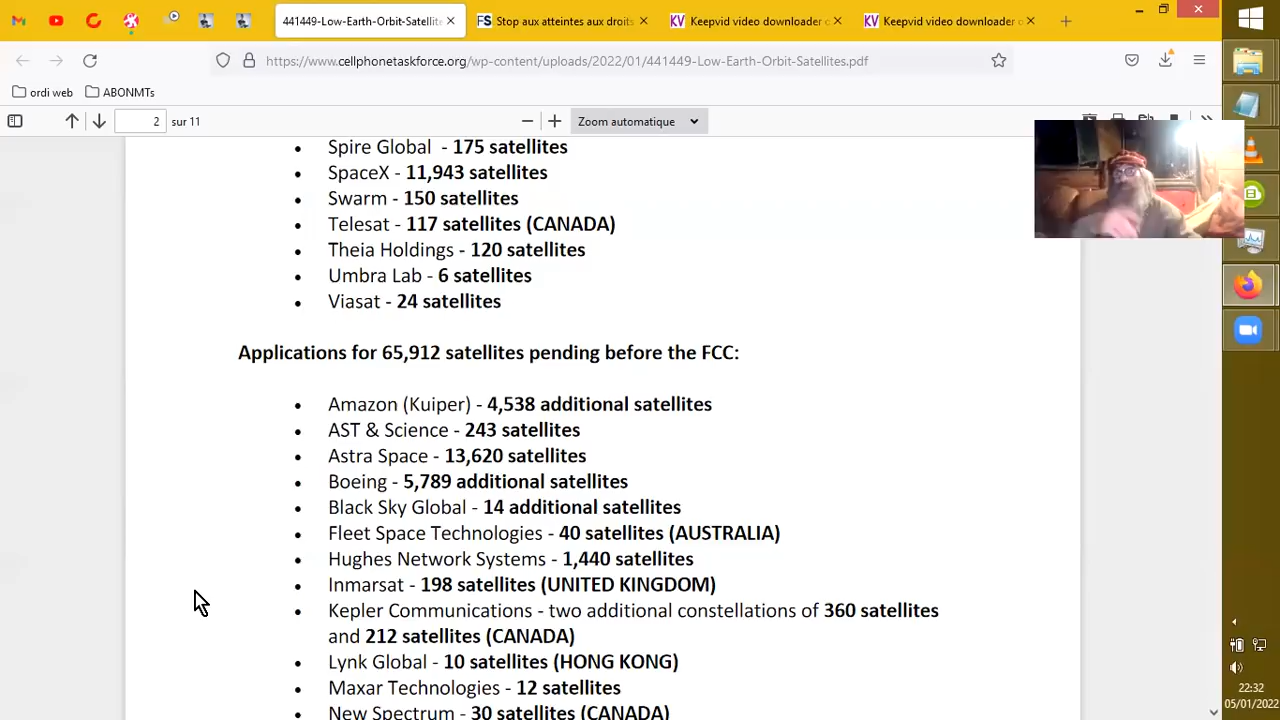 441449-Low-Earth-Orbit-Satellite
Stop aux atteintes aux droits
Keepvid video downloader o
Keepvid video downloader o
https://www.cellphonetaskforce.org/wp-content/uploads/2022/01/441449-Low-Earth-Orbit-Satellites.pdf
ordi web
ABONMTs
2 sur 11
Zoom automatique
• Spire Global - 175 satellites
• SpaceX - 11,943 satellites
• Swarm - 150 satellites
• Telesat - 117 satellites (CANADA)
• Theia Holdings - 120 satellites
• Umbra Lab - 6 satellites
• Viasat - 24 satellites
Applications for 65,912 satellites pending before the FCC:
• Amazon (Kuiper) - 4,538 additional satellites
• AST & Science - 243 satellites
• Astra Space - 13,620 satellites
• Boeing - 5,789 additional satellites
• Black Sky Global - 14 additional satellites
• Fleet Space Technologies - 40 satellites (AUSTRALIA)
• Hughes Network Systems - 1,440 satellites
• Inmarsat - 198 satellites (UNITED KINGDOM)
• Kepler Communications - two additional constellations of 360 satellites
and 212 satellites (CANADA)
• Lynk Global - 10 satellites (HONG KONG)
• Maxar Technologies - 12 satellites
• New Spectrum - 30 satellites (CANADA)
22:32
05/01/2022